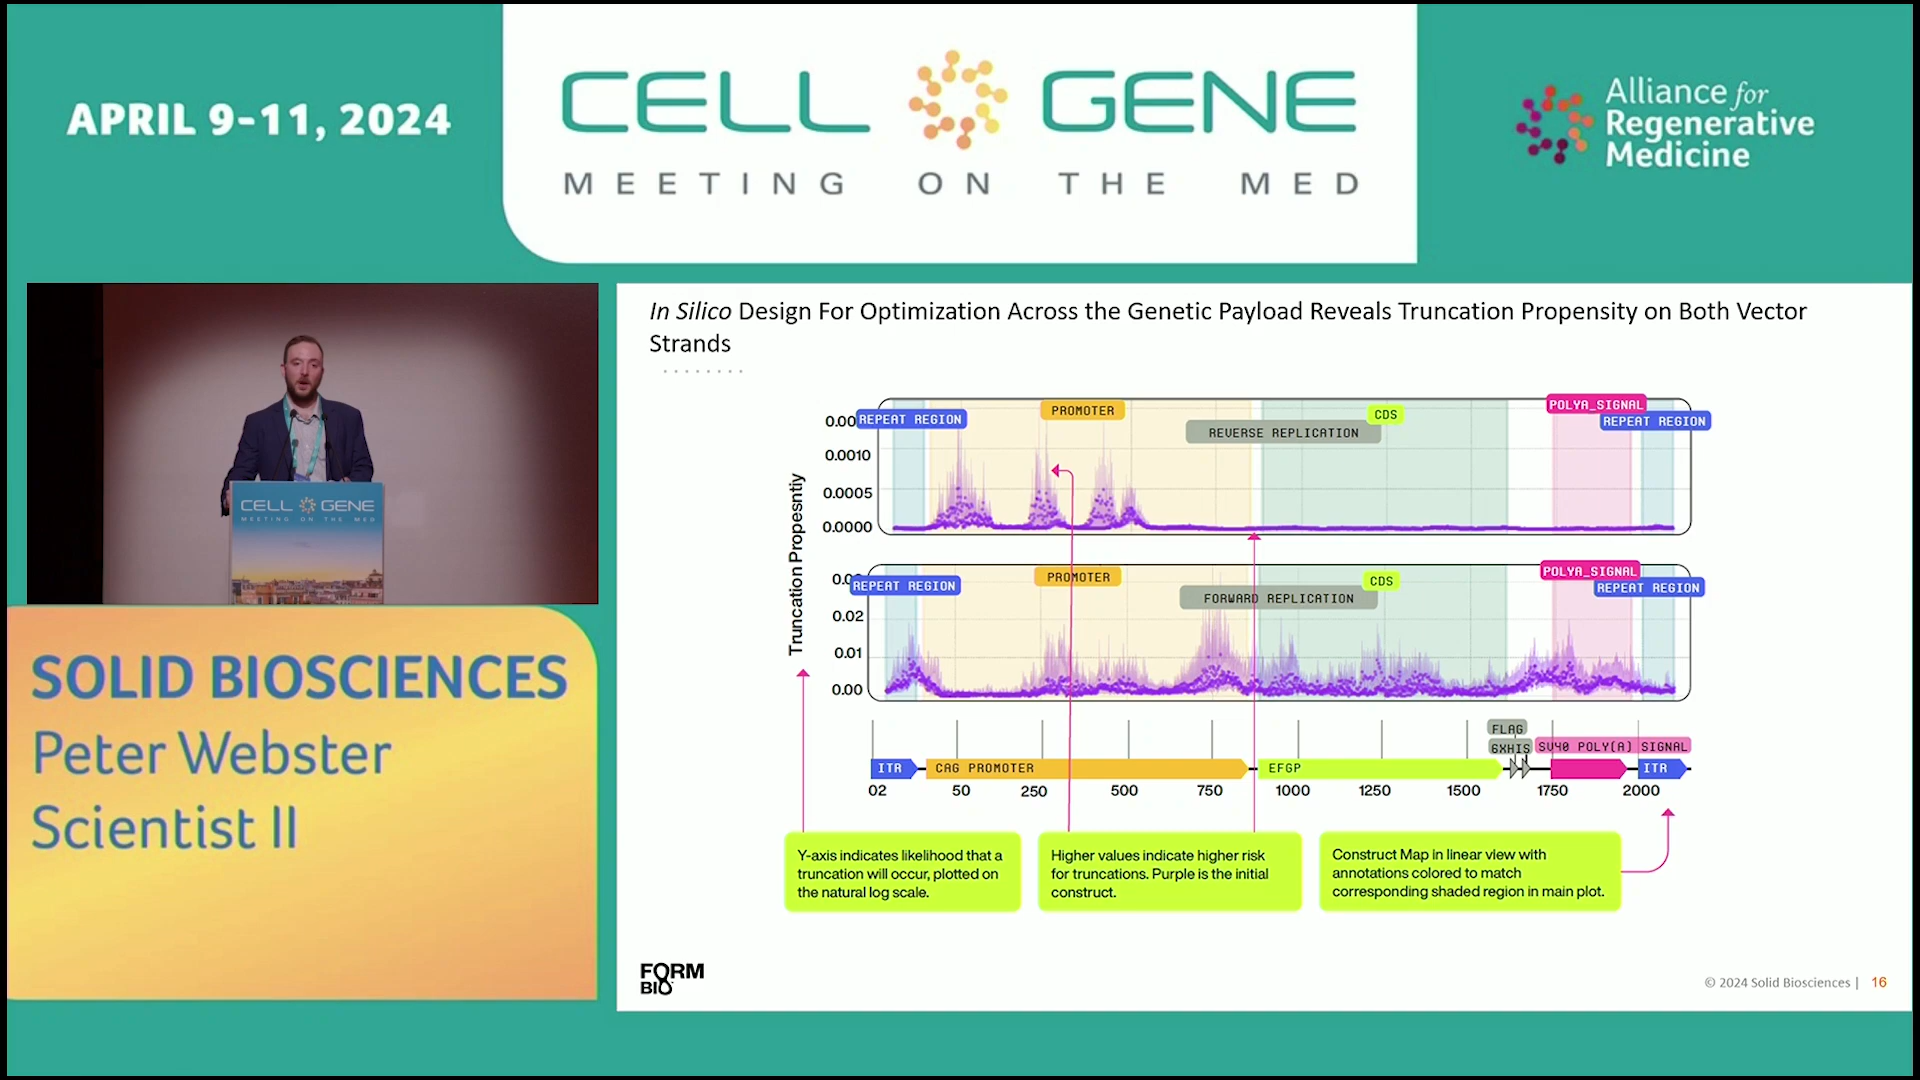 APRIL 9-11, 2024
CELL GENE
MEETING ON THE MED
Alliance for
Regenerative
Medicine
CELL GENE
MEETING ON THE MED
SOLID BIOSCIENCES
Peter Webster
Scientist II
In Silico Design For Optimization Across the Genetic Payload Reveals Truncation Propensity on Both Vector
Strands
Truncation Propensitiy
REPEAT REGION
PROMOTER
REVERSE REPLICATION
CDS
POLYA_SIGNAL
REPEAT REGION
0.0010
0.0005
0.0000
REPEAT REGION
PROMOTER
FORWARD REPLICATION
CDS
POLYA_SIGNAL
REPEAT REGION
0.02
0.01
0.00
FLAG
6XHIS
SV40 POLY(A) SIGNAL
ITR
CAG PROMOTER
EFGP
ITR
02 50 250 500 750 1000 1250 1500 1750 2000
Y-axis indicates likelihood that a
truncation will occur, plotted on
the natural log scale.
Higher values indicate higher risk
for truncations. Purple is the initial
construct.
Construct Map in linear view with
annotations colored to match
corresponding shaded region in main plot.
FORM
BIO
© 2024 Solid Biosciences | 16